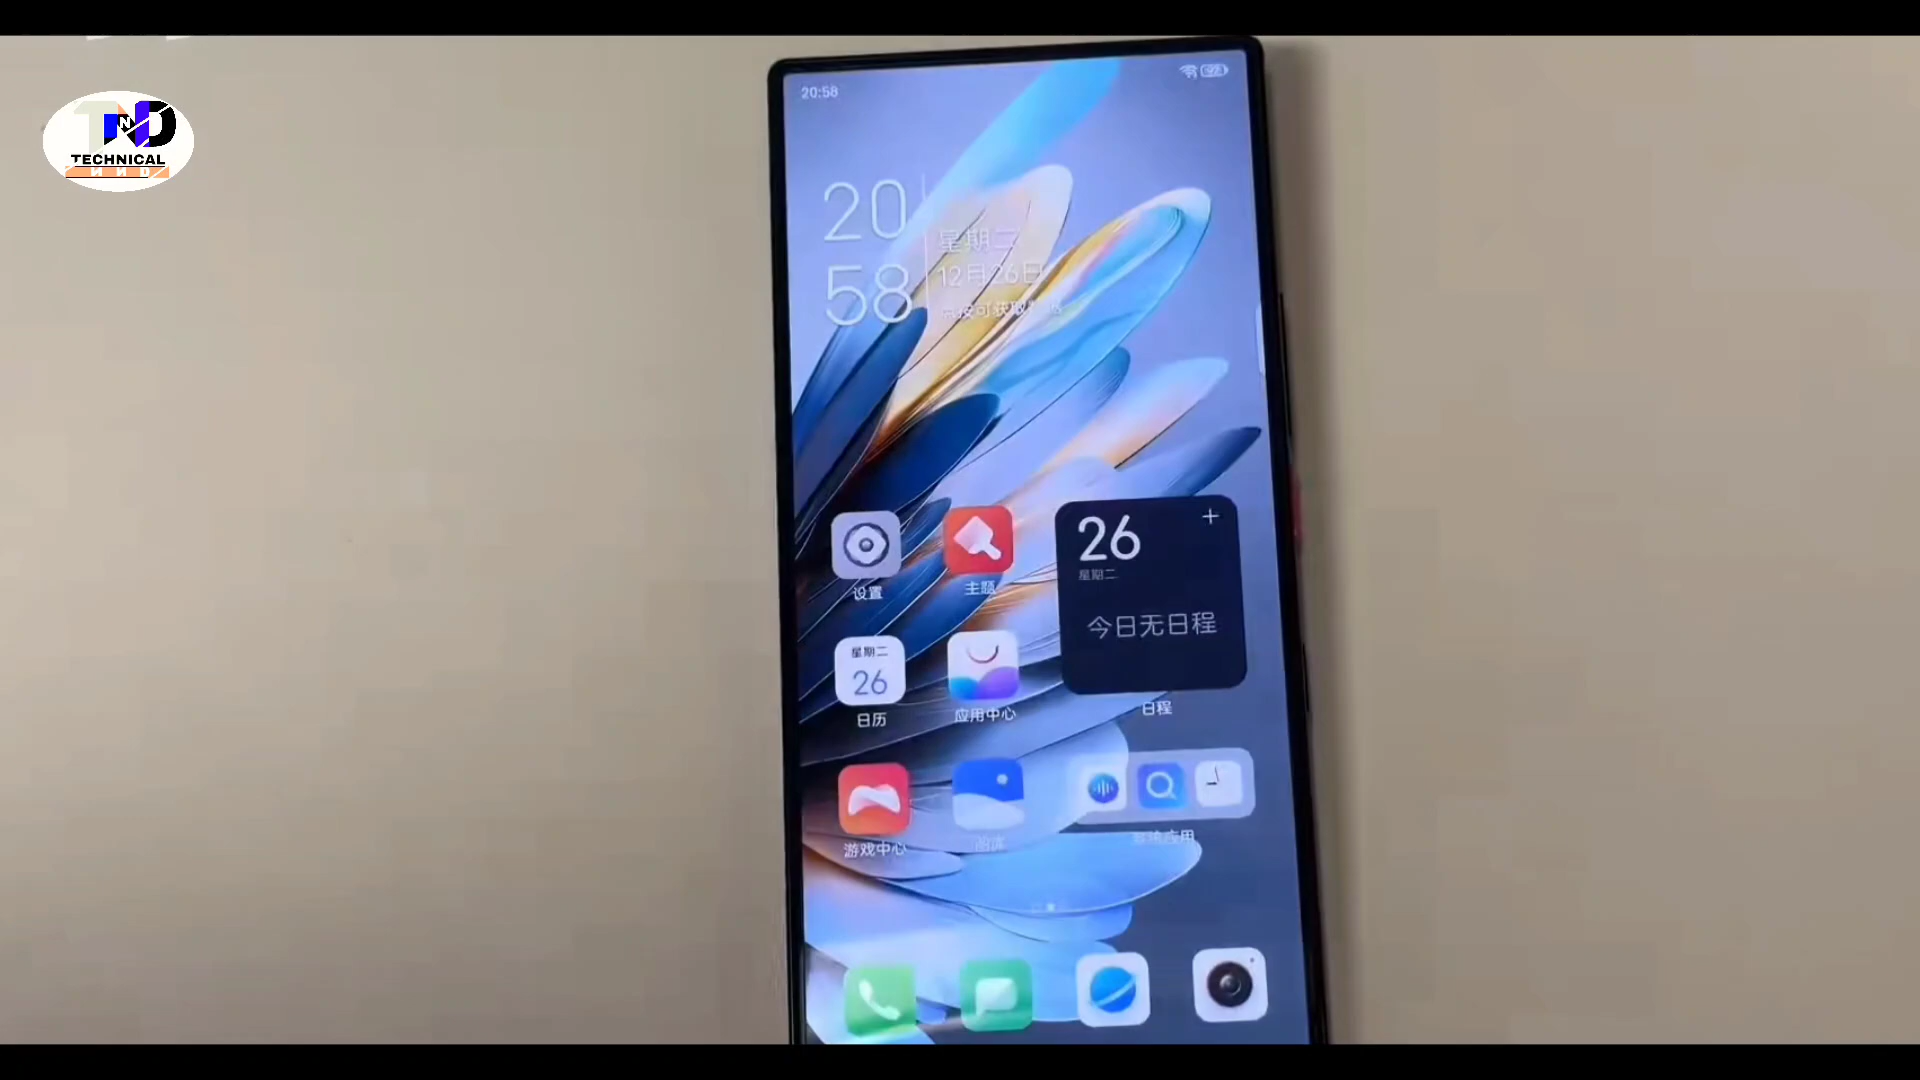 TND
TECHNICAL
20:58
20
58
星期二
12月26日
26
星期二
今日无日程
设置
主题
星期二
26
日历
应用中心
日程
游戏中心